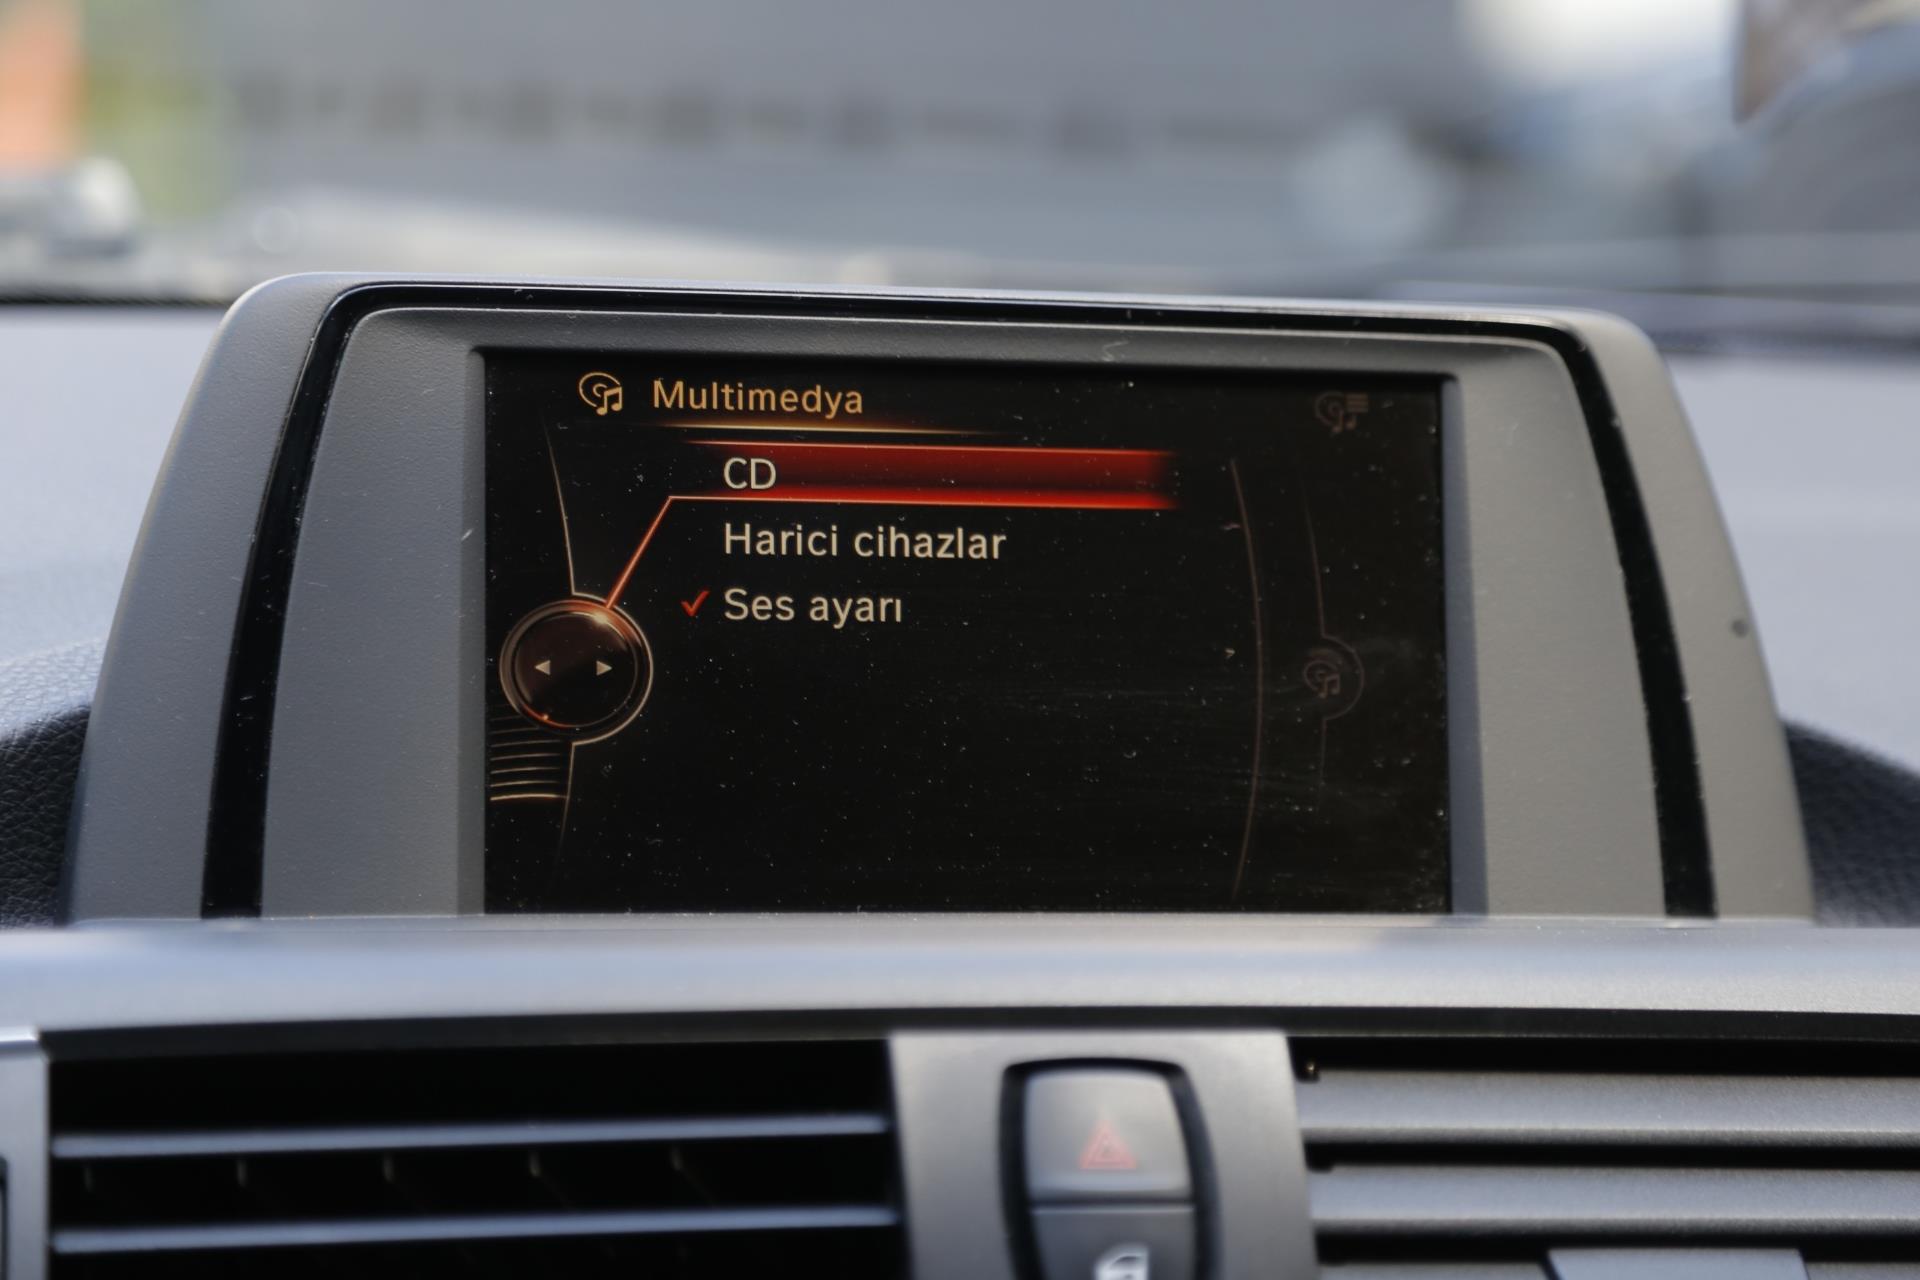 Multimedya
CD
Harici cihazlar
Ses ayarı